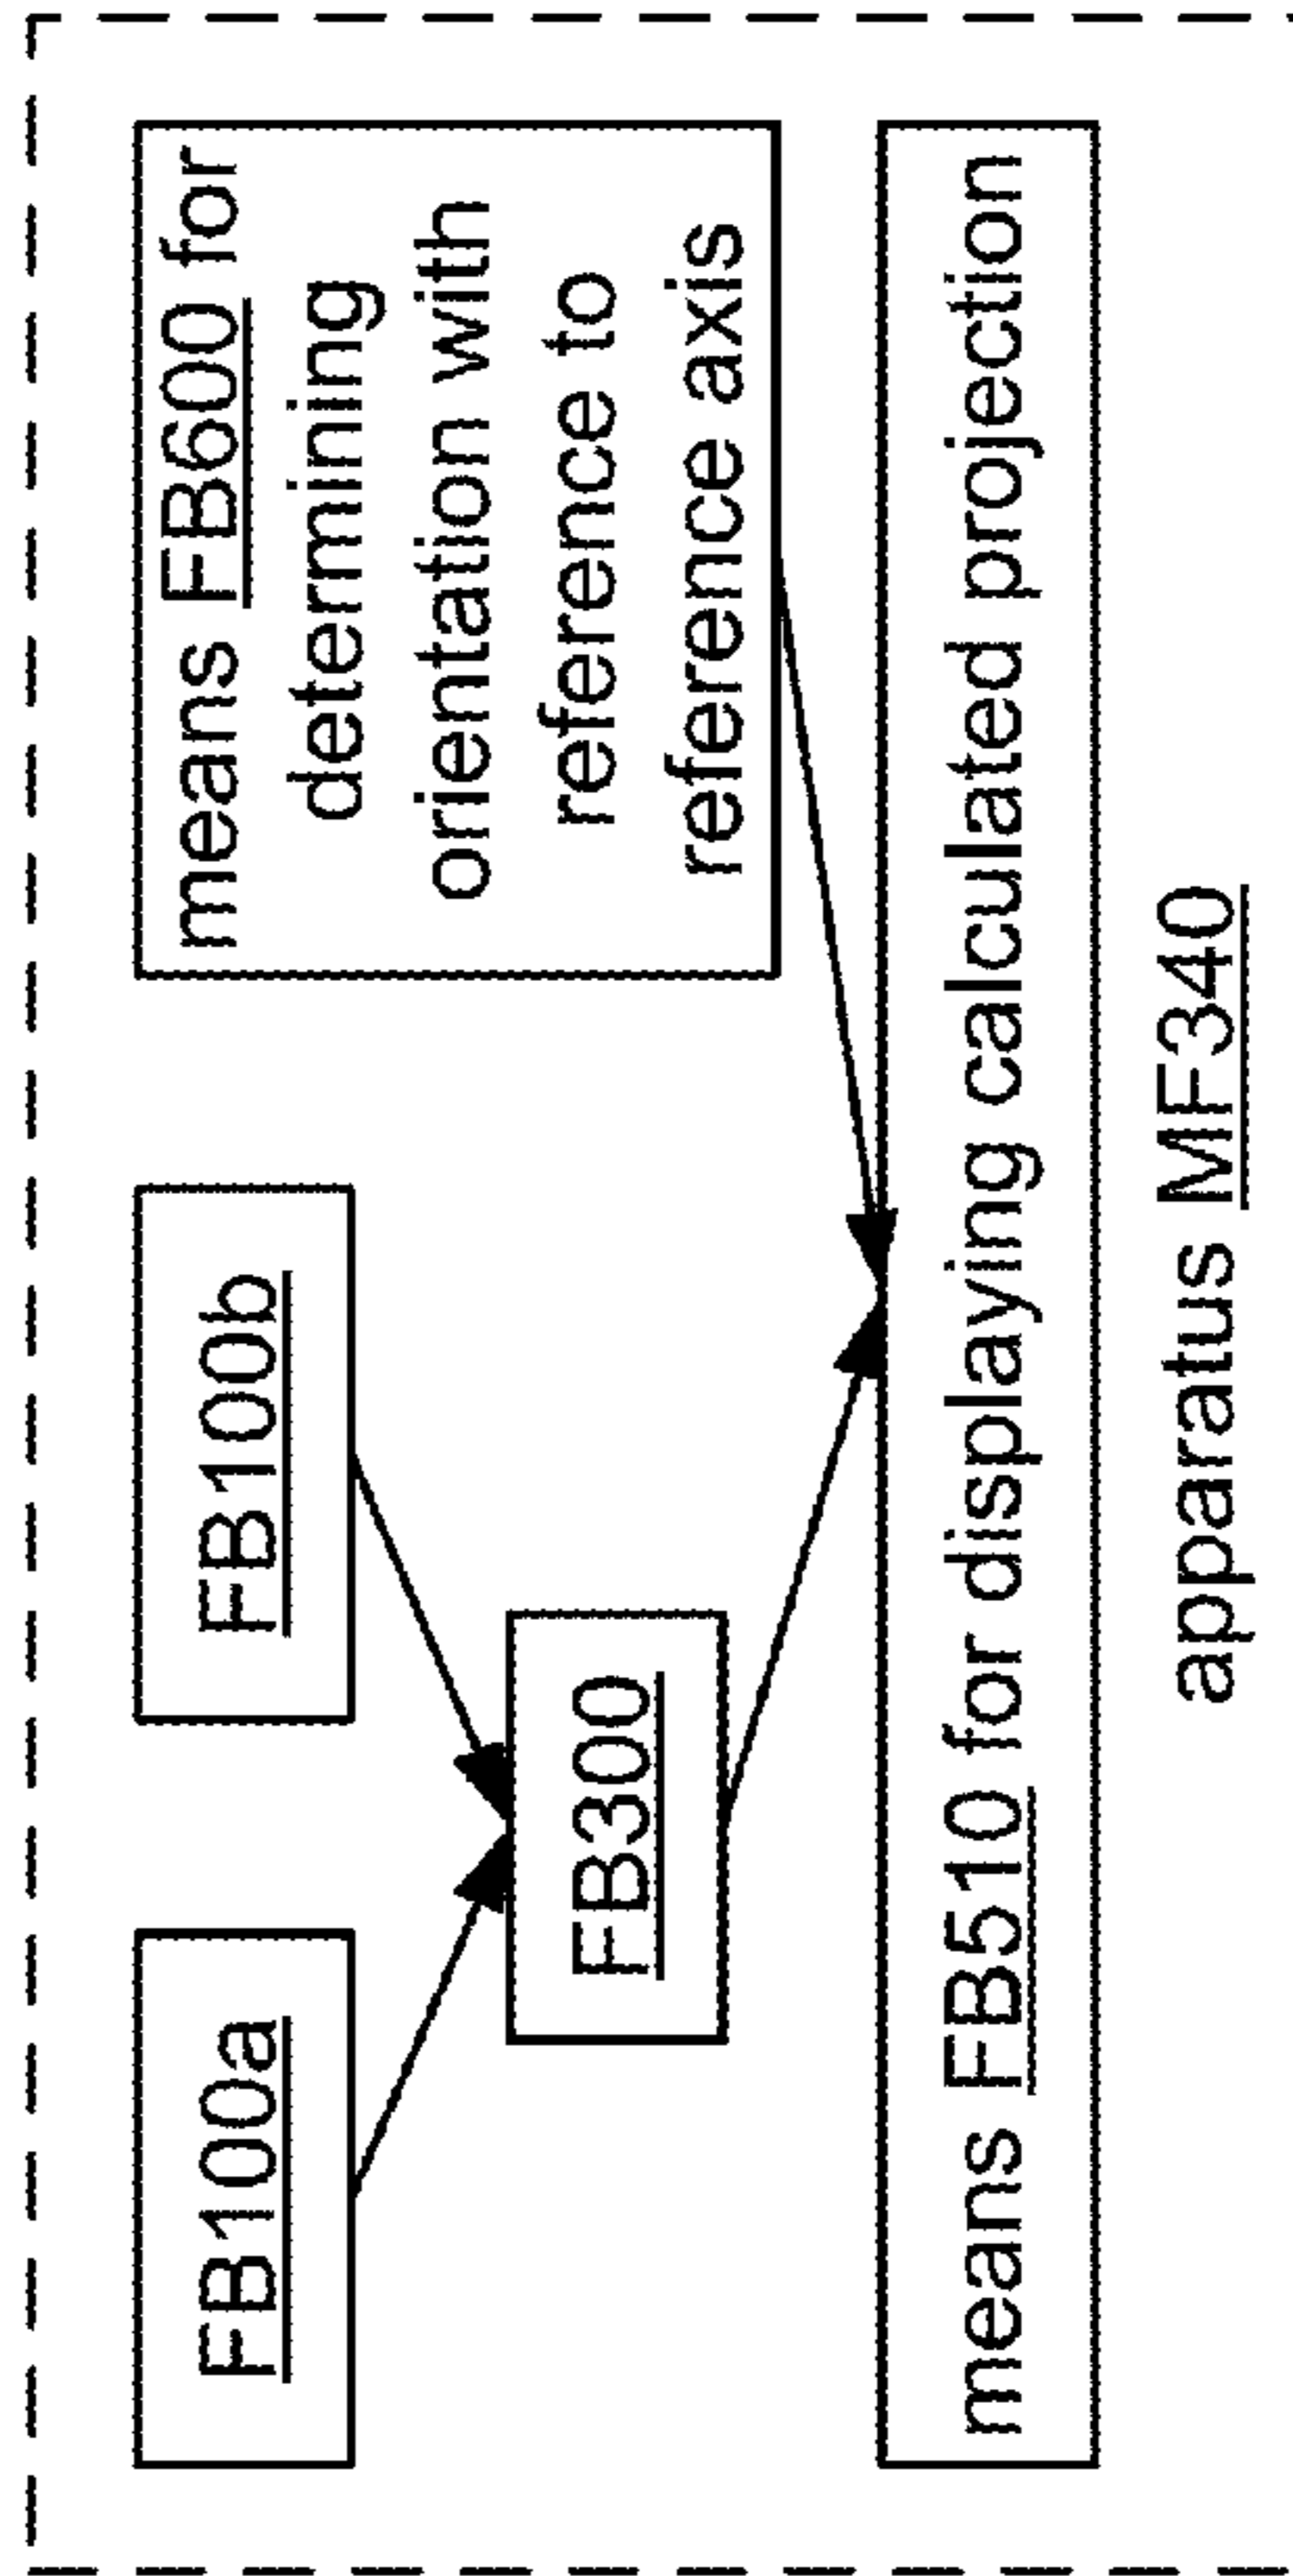 FB100a
FB100b
means FB600 for
determining
orientation with
reference to
reference axis
FB300
means FB510 for displaying calculated projection
apparatus MF340